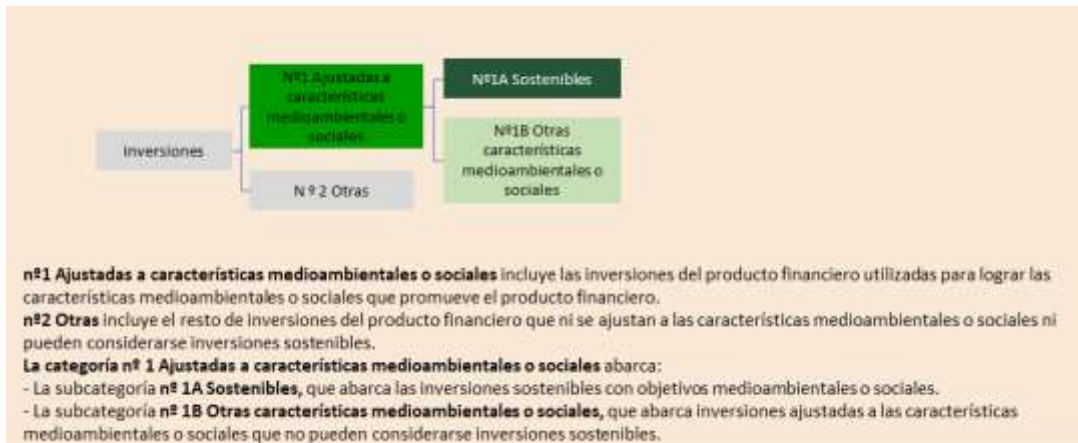 Nº1 Ajustadas a
características
medioambientales o
sociales
Nº1A Sostenibles
Inversiones
Nº1B Otras
características
medioambientales o
sociales
N º 2 Otras
nº1 Ajustadas a características medioambientales o sociales incluye las inversiones del producto financiero utilizadas para lograr las
características medioambientales o sociales que promueve el producto financiero.
nº2 Otras incluye el resto de inversiones del producto financiero que ni se ajustan a las características medioambientales o sociales ni
pueden considerarse inversiones sostenibles.
La categoría nº 1 Ajustadas a características medioambientales o sociales abarca:
- La subcategoría nº 1A Sostenibles, que abarca las inversiones sostenibles con objetivos medioambientales o sociales.
- La subcategoría nº 1B Otras características medioambientales o sociales, que abarca inversiones ajustadas a las características
medioambientales o sociales que no pueden considerarse inversiones sostenibles.